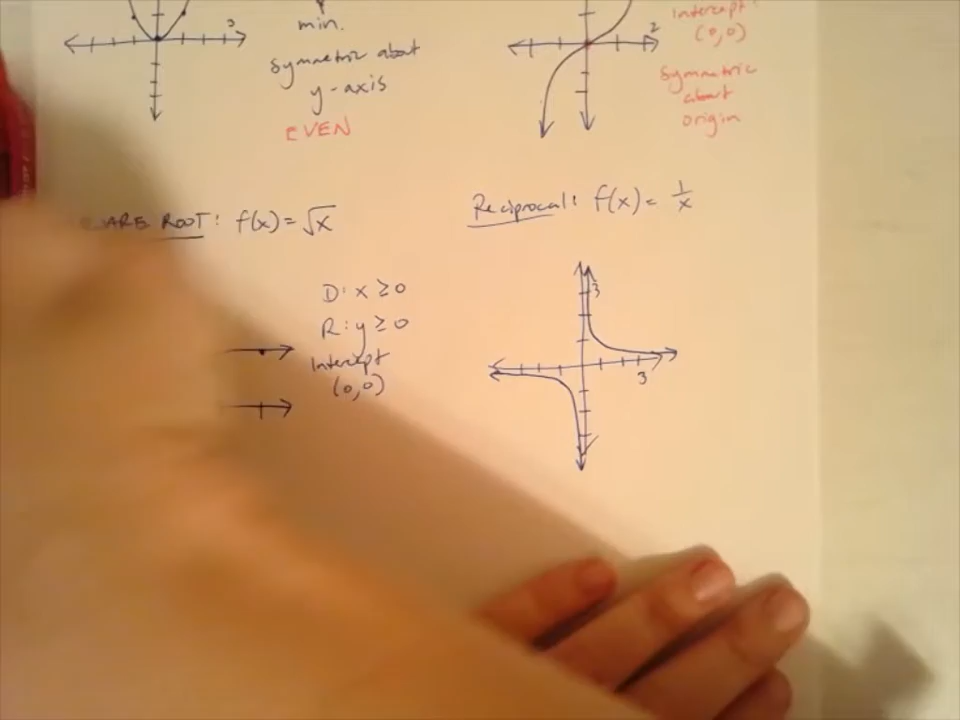 min.
symmetric about
y-axis
EVEN
2
Intercept:
(0,0)
symmetric
about
origin
ROOT: f(x) = √x
D: x ≥ 0
R: y ≥ 0
Intercept
(0,0)
Reciprocal: f(x) = 1/x
3
3